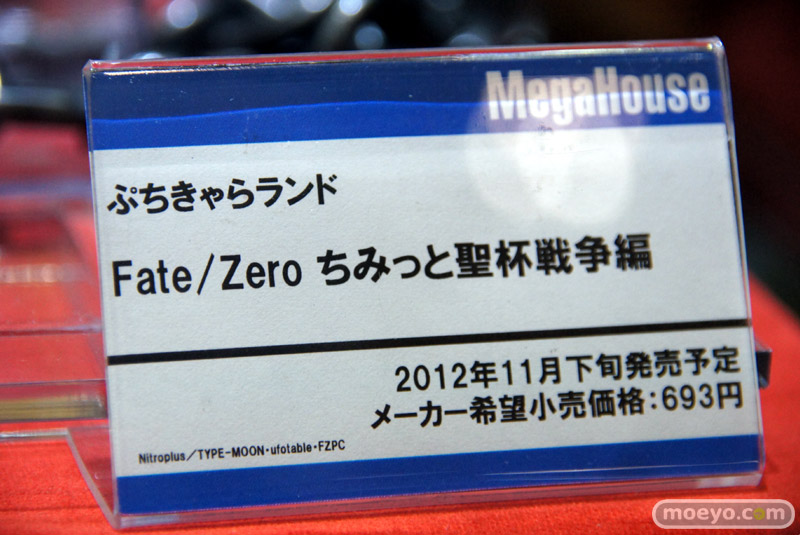 MegaHouse
ぷちきゃらランド
Fate/Zero ちみっと聖杯戦争編
2012年11月下旬発売予定
メーカー希望小売価格：693円
Nitroplus／TYPE-MOON・ufotable・FZPC
moeyo.com